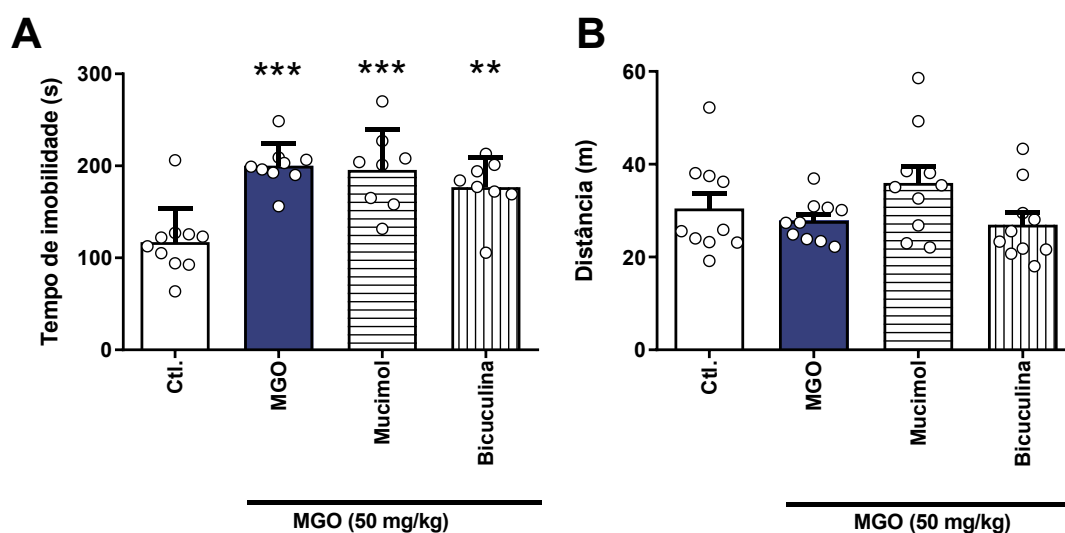 A
Tempo de imobilidade (s)
300
200
100
0
***
***
**
Ctl.
MGO
Mucimol
Bicuculina
MGO (50 mg/kg)
B
Distância (m)
60
40
20
0
Ctl.
MGO
Mucimol
Bicuculina
MGO (50 mg/kg)